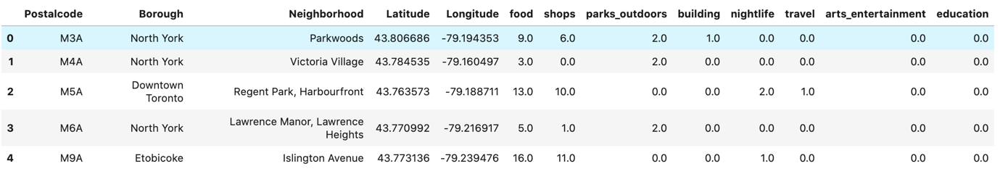 Postalcode Borough Neighborhood Latitude Longitude food shops parks_outdoors building nightlife travel arts_entertainment education
0 M3A North York Parkwoods 43.806686 -79.194353 9.0 6.0 2.0 1.0 0.0 0.0 0.0 0.0
1 M4A North York Victoria Village 43.784535 -79.160497 3.0 0.0 2.0 0.0 0.0 0.0 0.0 0.0
2 M5A Downtown
Toronto Regent Park, Harbourfront 43.763573 -79.188711 13.0 10.0 0.0 0.0 2.0 1.0 0.0 0.0
3 M6A North York Lawrence Manor, Lawrence
Heights 43.770992 -79.216917 5.0 1.0 2.0 0.0 0.0 0.0 0.0 0.0
4 M9A Etobicoke Islington Avenue 43.773136 -79.239476 16.0 11.0 0.0 0.0 1.0 0.0 0.0 0.0